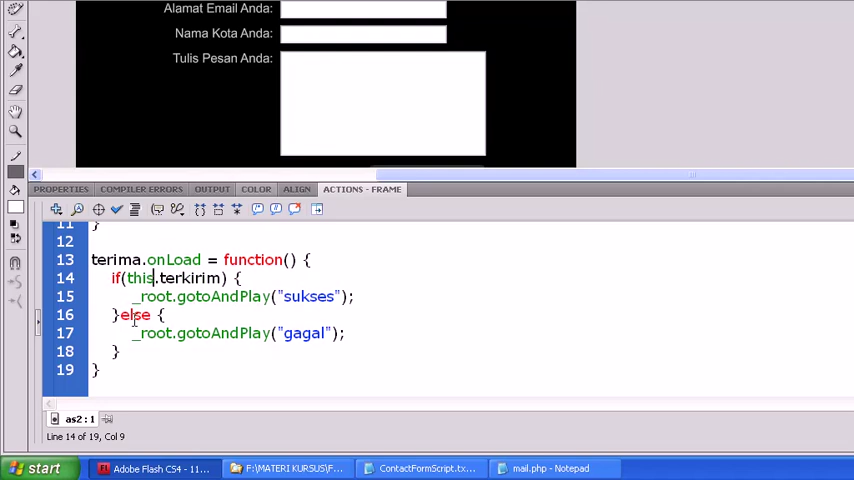 Alamat Email Anda:
Nama Kota Anda:
Tulis Pesan Anda:
PROPERTIES COMPILER ERRORS OUTPUT COLOR ALIGN ACTIONS - FRAME
11 }
12
13 terima.onLoad = function() {
14 if(this.terkirim) {
15 _root.gotoAndPlay("sukses");
16 }else {
17 _root.gotoAndPlay("gagal");
18 }
19 }
as2 : 1
Line 14 of 19, Col 9
start Adobe Flash CS4 - 11... F:\MATERI KURSUS\F... ContactFormScript.tx... mail.php - Notepad